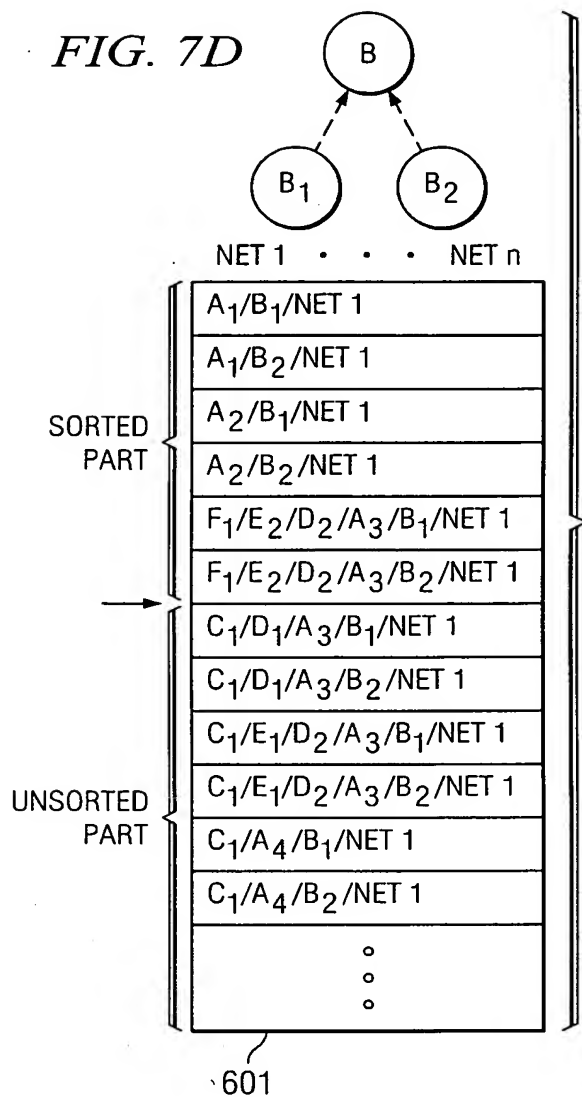 FIG. 7D
B
B1 B2
NET 1 . . . NET n
A1/B1/NET 1
A1/B2/NET 1
A2/B1/NET 1
A2/B2/NET 1
F1/E2/D2/A3/B1/NET 1
F1/E2/D2/A3/B2/NET 1
SORTED
PART
C1/D1/A3/B1/NET 1
C1/D1/A3/B2/NET 1
C1/E1/D2/A3/B1/NET 1
C1/E1/D2/A3/B2/NET 1
C1/A4/B1/NET 1
C1/A4/B2/NET 1
UNSORTED
PART
601